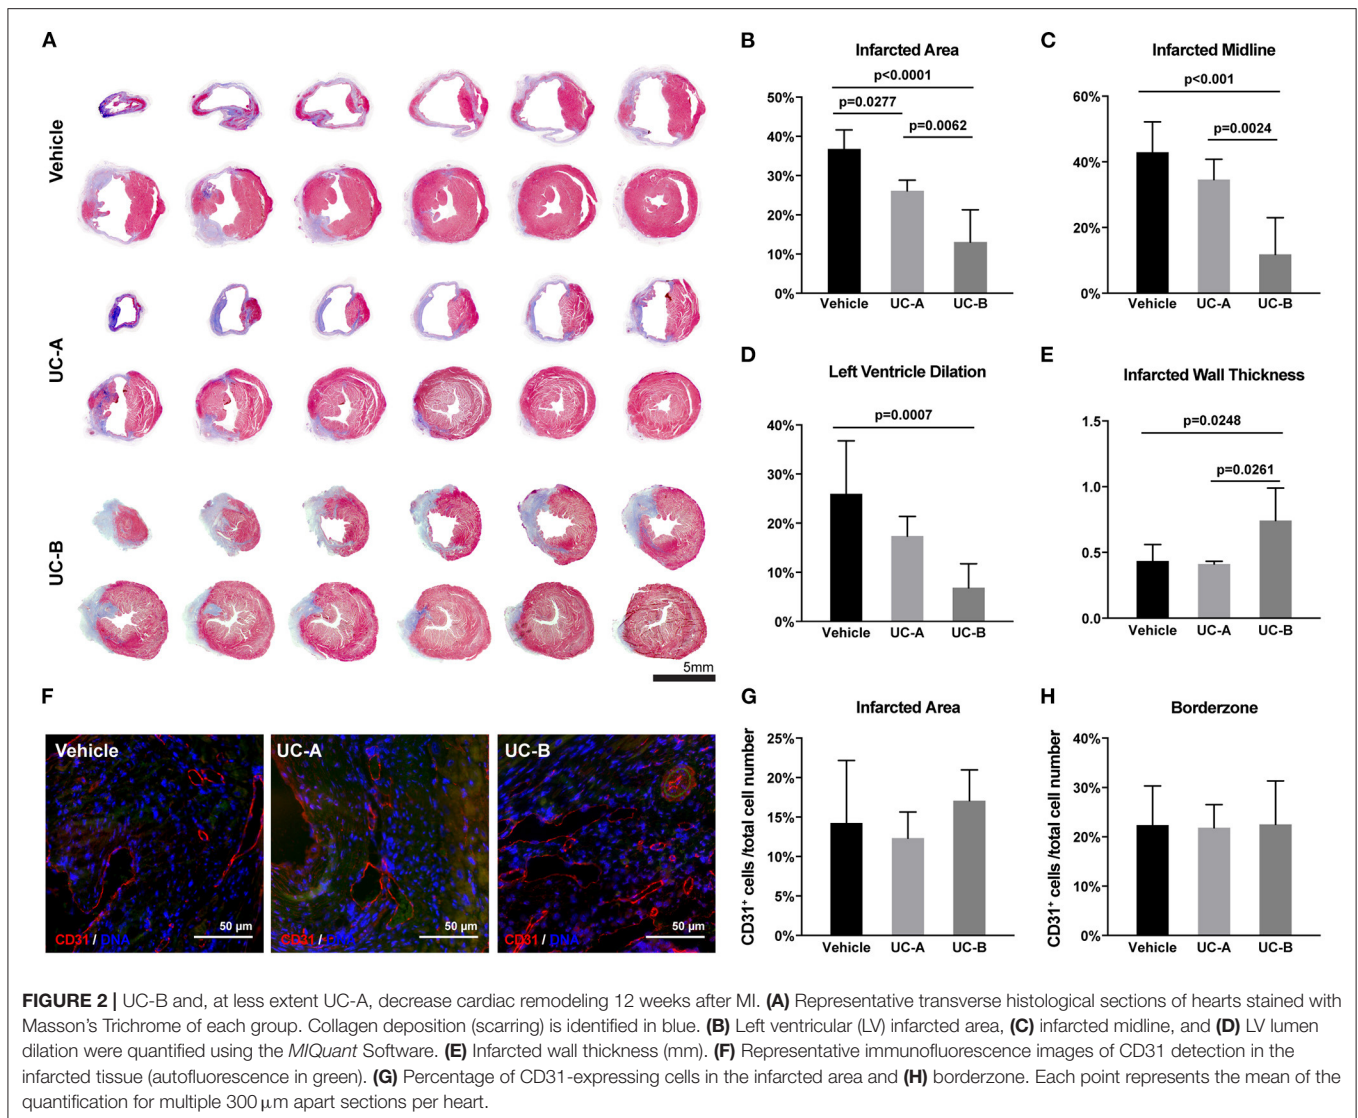 A
Vehicle
UC-A
UC-B
5mm
B
Infarcted Area
p<0.0001
p=0.0277
p=0.0062
50%
40%
30%
20%
10%
0%
Vehicle UC-A UC-B
C
Infarcted Midline
p<0.001
p=0.0024
60%
40%
20%
0%
Vehicle UC-A UC-B
D
Left Ventricle Dilation
p=0.0007
40%
30%
20%
10%
0%
Vehicle UC-A UC-B
E
Infarcted Wall Thickness
p=0.0248
p=0.0261
1.5
1.0
0.5
0.0
Vehicle UC-A UC-B
F
Vehicle
CD31 / DNA
50 µm
UC-A
CD31 / DNA
50 µm
UC-B
CD31 / DNA
50 µm
G
Infarcted Area
CD31⁺ cells /total cell number
25%
20%
15%
10%
5%
0%
Vehicle UC-A UC-B
H
Borderzone
CD31⁺ cells /total cell number
40%
30%
20%
10%
0%
Vehicle UC-A UC-B
FIGURE 2 | UC-B and, at less extent UC-A, decrease cardiac remodeling 12 weeks after MI. (A) Representative transverse histological sections of hearts stained with
Masson's Trichrome of each group. Collagen deposition (scarring) is identified in blue. (B) Left ventricular (LV) infarcted area, (C) infarcted midline, and (D) LV lumen
dilation were quantified using the MIQuant Software. (E) Infarcted wall thickness (mm). (F) Representative immunofluorescence images of CD31 detection in the
infarcted tissue (autofluorescence in green). (G) Percentage of CD31-expressing cells in the infarcted area and (H) borderzone. Each point represents the mean of the
quantification for multiple 300 µm apart sections per heart.